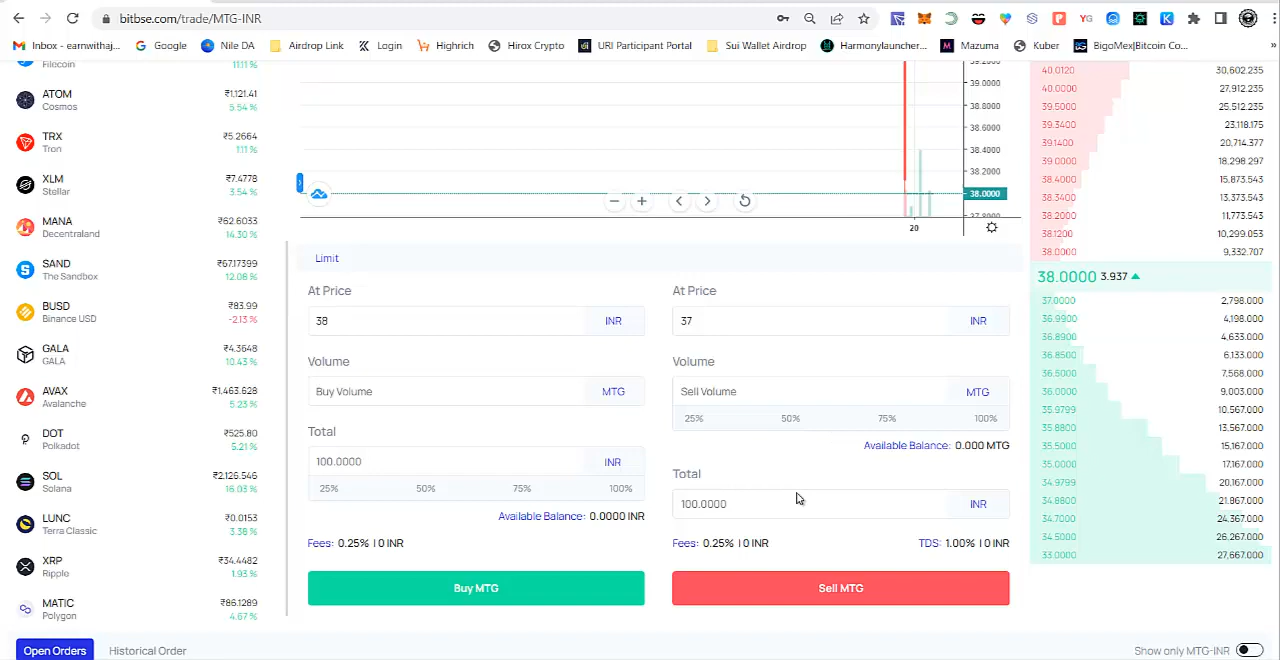 bitbse.com/trade/MTG-INR
Inbox - earnwithaj...
Google
Nile DA
Airdrop Link
Login
Highrich
Hirox Crypto
URI Participant Portal
Sui Wallet Airdrop
Harmonylauncher...
Mazuma
Kuber
BigoMex|Bitcoin Co...
»
Filecoin 11.11 %
ATOM ₹1,121.41
Cosmos 5.54 %
TRX ₹5.2664
Tron 1.11 %
XLM ₹7.4778
Stellar 3.54 %
MANA ₹62.6033
Decentraland 14.30 %
SAND ₹67.17399
The Sandbox 12.08 %
BUSD ₹83.99
Binance USD -2.13 %
GALA ₹4.3648
GALA 10.43 %
AVAX ₹1,463.628
Avalanche 5.23 %
DOT ₹525.80
Polkadot 5.21 %
SOL ₹2,126.546
Solana 16.03 %
LUNC ₹0.0153
Terra Classic 3.38 %
XRP ₹34.4482
Ripple 1.93 %
MATIC ₹86.1289
Polygon 4.67 %
39.2000
39.0000
38.8000
38.6000
38.4000
38.2000
38.0000
37.8000
20
Limit
At Price
38 INR
Volume
Buy Volume MTG
Total
100.0000 INR
25% 50% 75% 100%
Available Balance: 0.0000 INR
Fees: 0.25% | 0 INR
Buy MTG
At Price
37 INR
Volume
Sell Volume MTG
25% 50% 75% 100%
Available Balance: 0.000 MTG
Total
100.0000 INR
Fees: 0.25% | 0 INR TDS: 1.00% | 0 INR
Sell MTG
40.0120 30,602.235
40.0000 27,912.235
39.5000 25,512.235
39.3400 23,118.175
39.1400 20,714.377
39.0000 18,298.297
38.4000 15,873.543
38.3400 13,373.543
38.2000 11,773.543
38.1200 10,299.053
38.0000 9,332.707
38.0000 3.937
37.0000 2,798.000
36.9900 4,198.000
36.8900 4,633.000
36.8500 6,133.000
36.5000 7,568.000
36.0000 9,003.000
35.9799 10,567.000
35.8800 13,567.000
35.5000 15,167.000
35.0000 17,167.000
34.9799 20,167.000
34.8800 21,867.000
34.7000 24,367.000
34.5000 26,267.000
33.0000 27,667.000
Open Orders
Historical Order
Show only MTG-INR